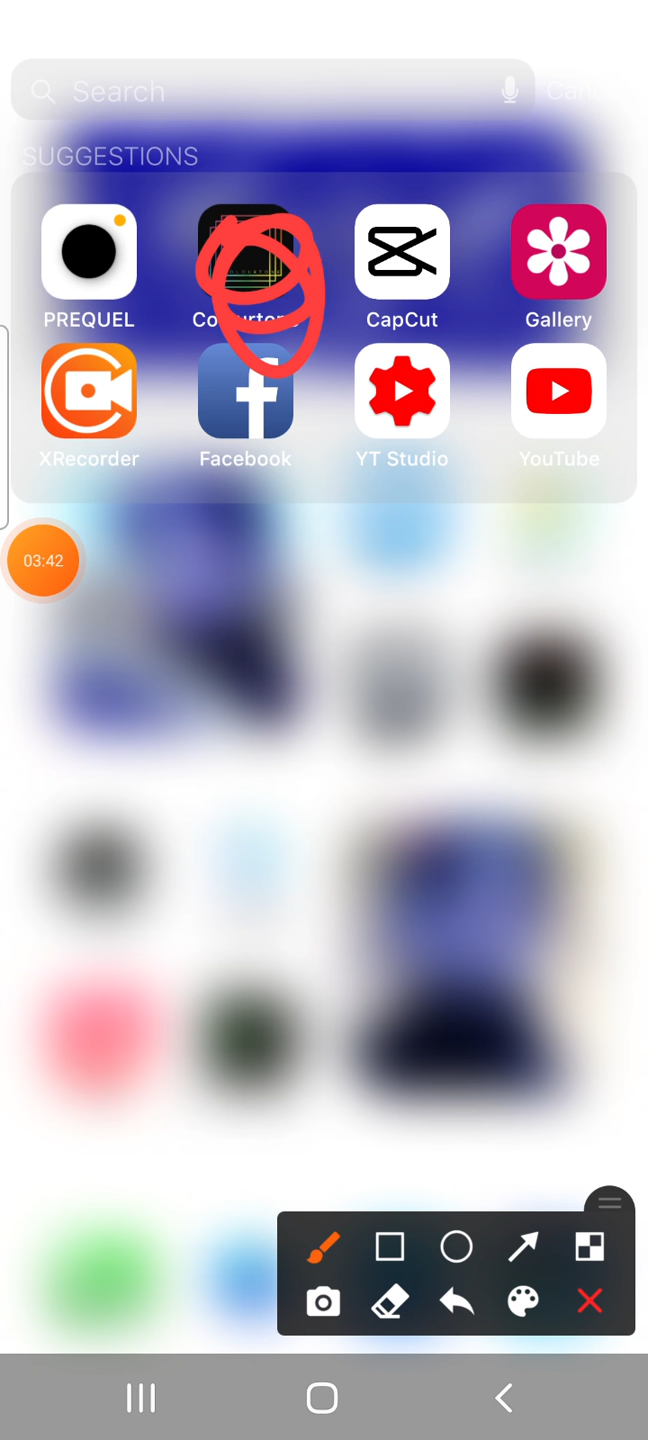 Search
SUGGESTIONS
PREQUEL
CapCut
Gallery
XRecorder
Facebook
YT Studio
YouTube
03:42